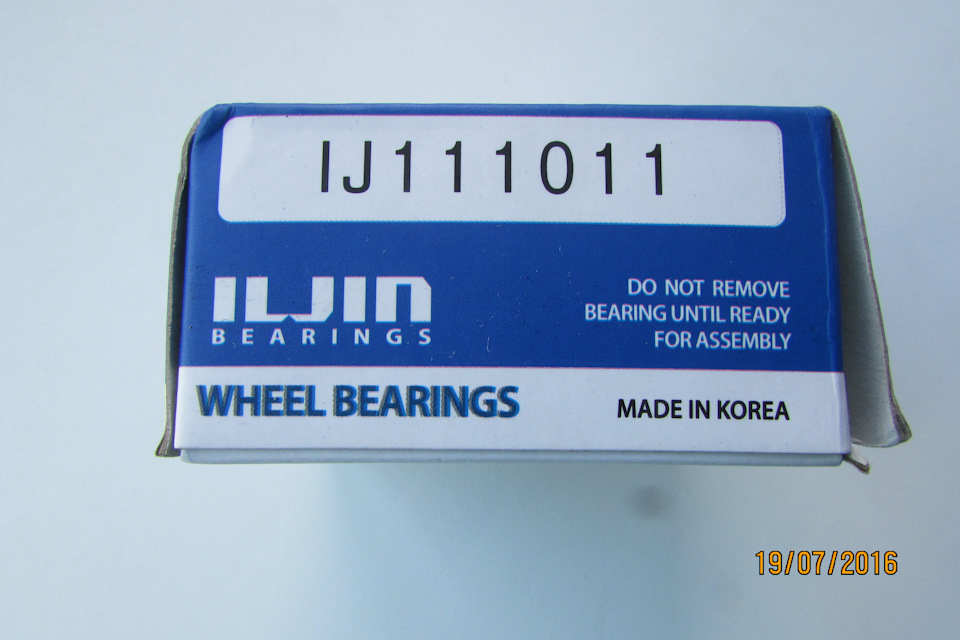 IJ111011
ILJIN
BEARINGS
DO NOT REMOVE
BEARING UNTIL READY
FOR ASSEMBLY
WHEEL BEARINGS
MADE IN KOREA
19/07/2016